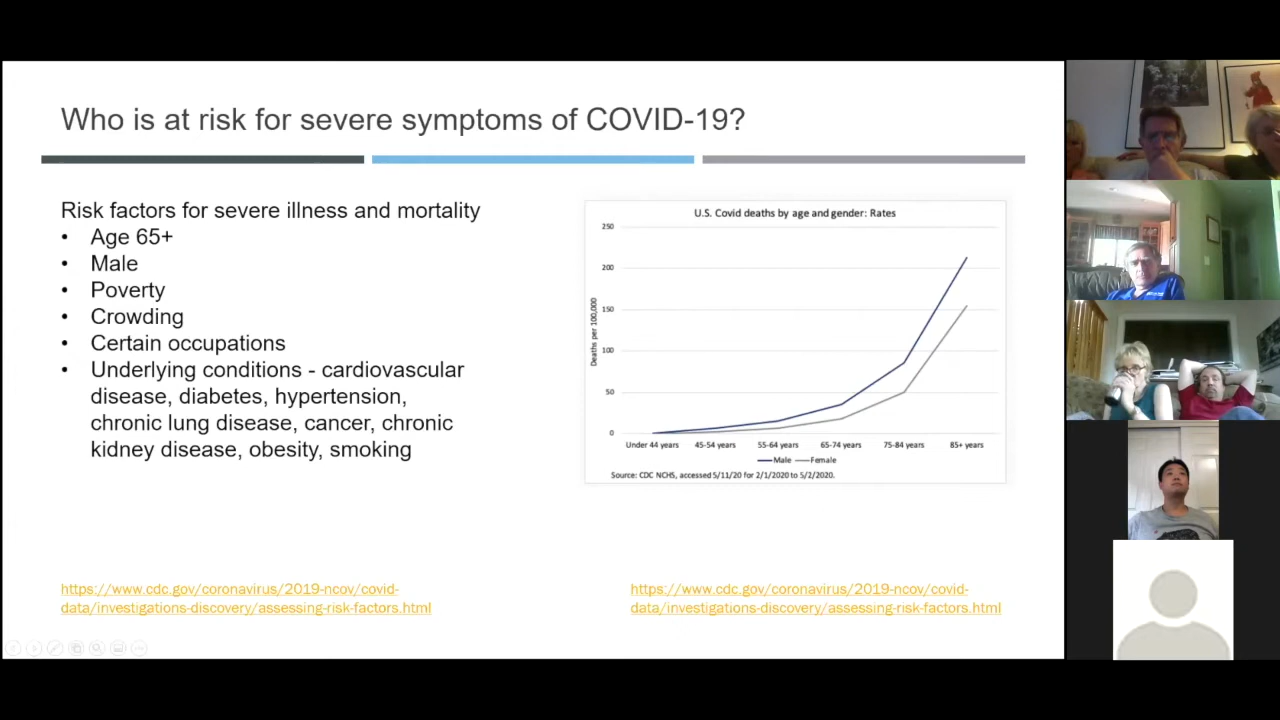 Who is at risk for severe symptoms of COVID-19?
Risk factors for severe illness and mortality
• Age 65+
• Male
• Poverty
• Crowding
• Certain occupations
• Underlying conditions - cardiovascular
disease, diabetes, hypertension,
chronic lung disease, cancer, chronic
kidney disease, obesity, smoking
U.S. Covid deaths by age and gender: Rates
250
200
150
100
50
0
Deaths per 100,000
Under 44 years 45-54 years 55-64 years 65-74 years 75-84 years 85+ years
Male Female
Source: CDC NCHS, accessed 5/11/20 for 2/1/2020 to 5/2/2020.
https://www.cdc.gov/coronavirus/2019-ncov/covid-
data/investigations-discovery/assessing-risk-factors.html
https://www.cdc.gov/coronavirus/2019-ncov/covid-
data/investigations-discovery/assessing-risk-factors.html